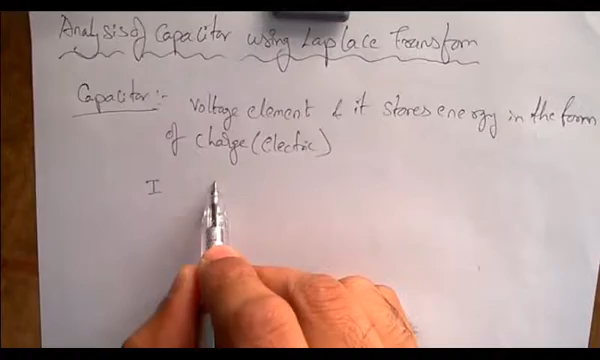 Analysis of Capacitor using Laplace Transform
Capacitor:- Voltage element & it stores energy in the form
of charge (Electric)
I